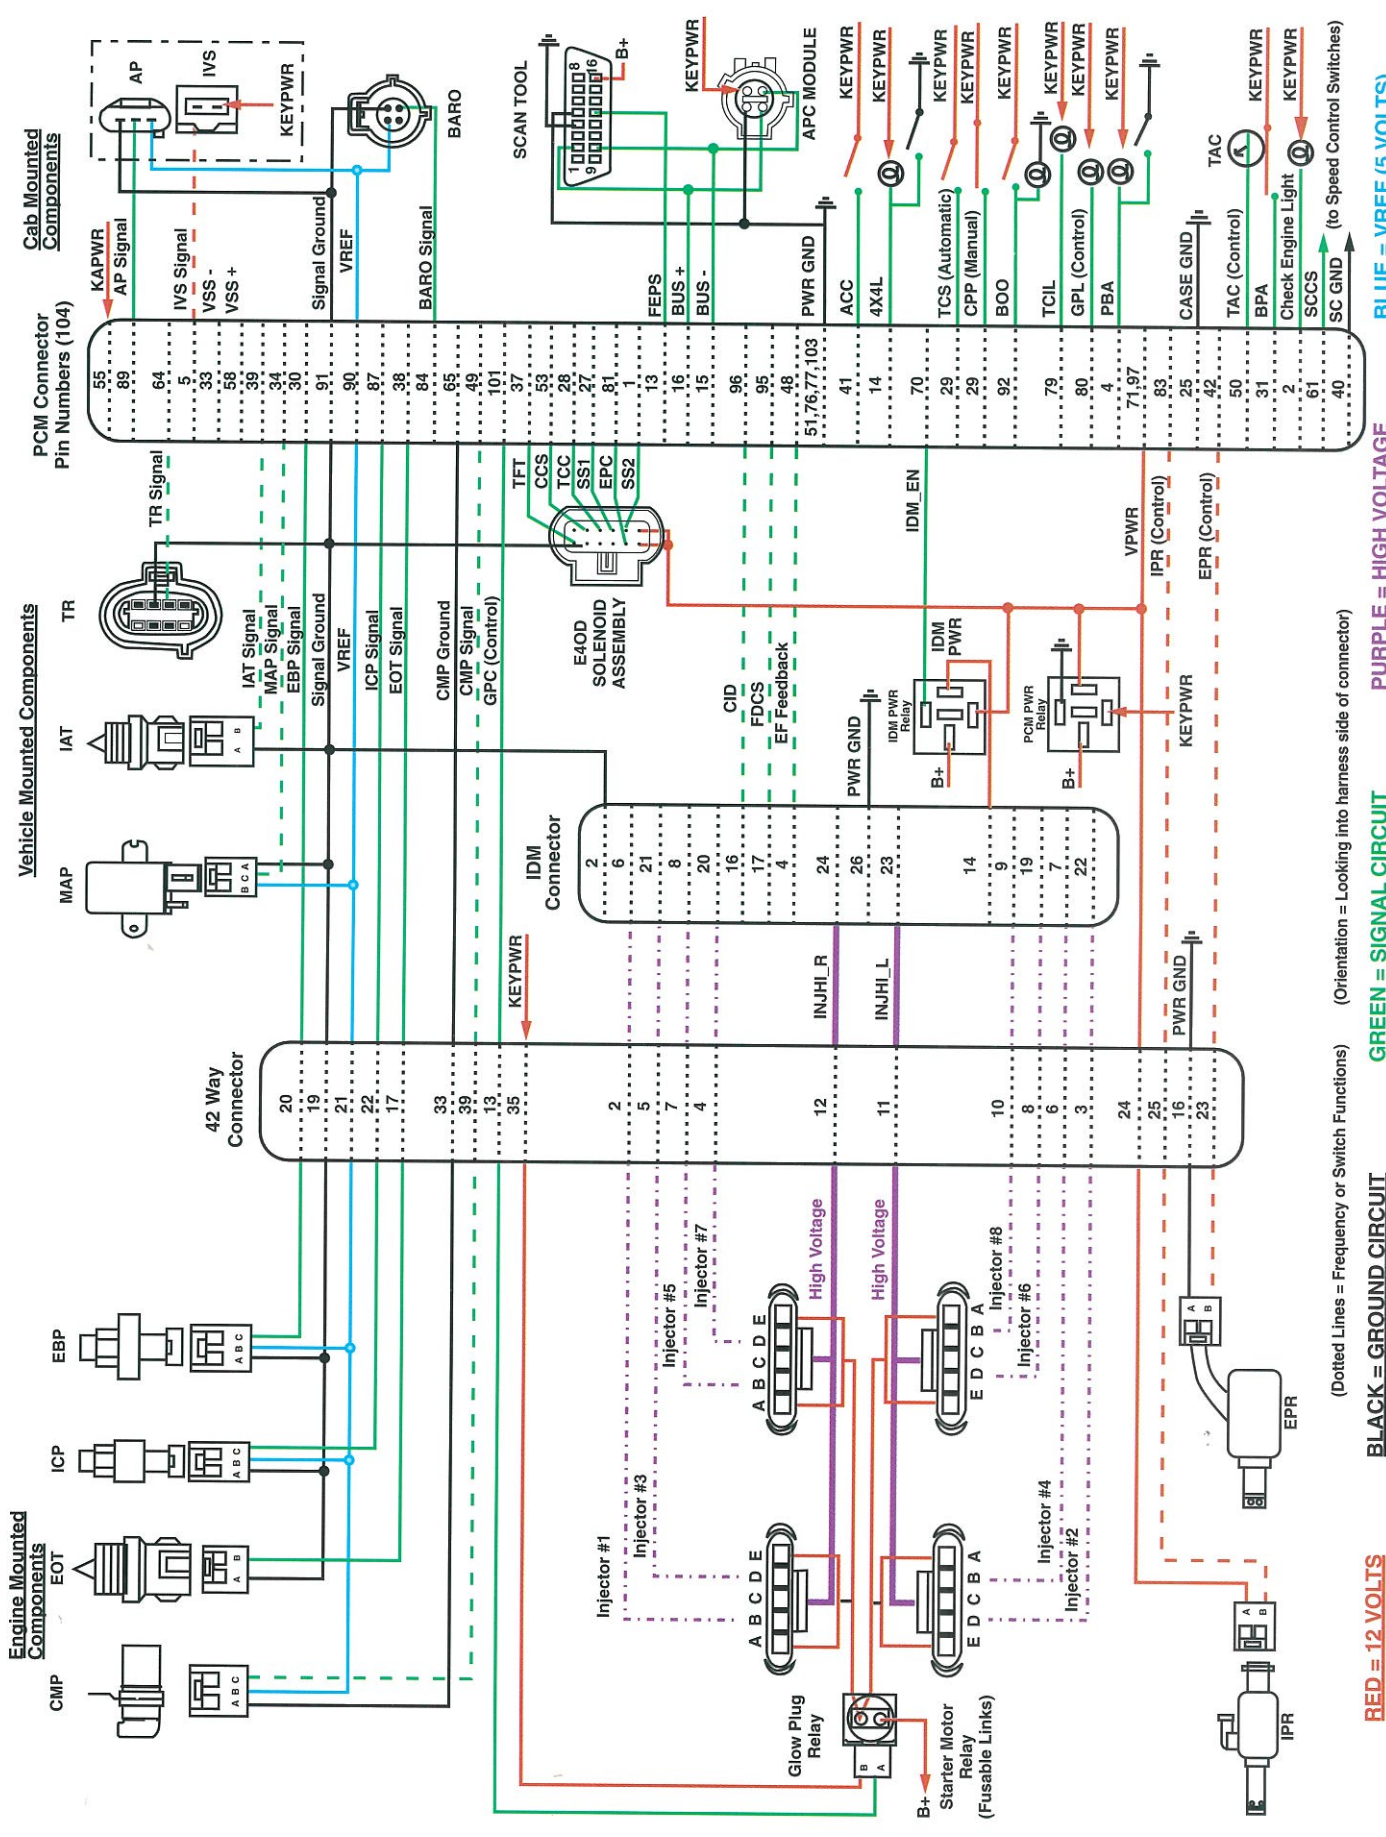 Cab Mounted
Components
AP
IVS
KEYPWR
BARO
SCAN TOOL
8
16
1
9
B+
KEYPWR
APC MODULE
KEYPWR
KEYPWR
KEYPWR
KEYPWR
KEYPWR
KEYPWR
KEYPWR
KEYPWR
TAC
KEYPWR
KEYPWR
(to Speed Control Switches)
KAPWR
AP Signal
IVS Signal
VSS -
VSS +
Signal Ground
VREF
BARO Signal
FEPS
BUS +
BUS -
PWR GND
ACC
4X4L
TCS (Automatic)
CPP (Manual)
BOO
TCIL
GPL (Control)
PBA
CASE GND
TAC (Control)
BPA
Check Engine Light
SCCS
SC GND
PCM Connector
Pin Numbers (104)
55
89
64
5
33
58
39
34
30
91
90
87
38
84
65
49
101
37
53
28
27
81
1
13
16
15
96
95
48
51,76,77,103
41
14
70
29
29
92
79
80
4
71,97
83
25
42
50
31
2
61
40
Vehicle Mounted Components
TR
TR Signal
IAT
A B
MAP
B C A
IAT Signal
MAP Signal
EBP Signal
Signal Ground
VREF
ICP Signal
EOT Signal
CMP Ground
CMP Signal
GPC (Control)
TFT
CCS
TCC
SS1
EPC
SS2
E4OD
SOLENOID
ASSEMBLY
CID
FDCS
EF Feedback
PWR GND
IDM_EN
IDM
PWR
IDM PWR
Relay
B+
PCM PWR
Relay
B+
KEYPWR
VPWR
IPR (Control)
EPR (Control)
IDM
Connector
2
6
21
8
20
16
17
4
24
26
23
14
9
19
7
22
KEYPWR
INJHI_R
INJHI_L
PWR GND
42 Way
Connector
20
19
21
22
17
33
39
13
35
2
5
7
4
12
11
10
8
6
3
24
25
16
23
Engine Mounted
Components
EBP
A B C
ICP
A B C
EOT
A B
CMP
A B C
Injector #1
Injector #3
Injector #5
Injector #7
High Voltage
High Voltage
Injector #8
Injector #6
Injector #4
Injector #2
A B C D E
E D C B A
A B C D E
E D C B A
Glow Plug
Relay
B A
B+
Starter Motor
Relay
(Fusable Links)
A B
EPR
A B
IPR
(Dotted Lines = Frequency or Switch Functions)
(Orientation = Looking into harness side of connector)
RED = 12 VOLTS
BLACK = GROUND CIRCUIT
GREEN = SIGNAL CIRCUIT
PURPLE = HIGH VOLTAGE
BLUE = VREF (5 VOLTS)